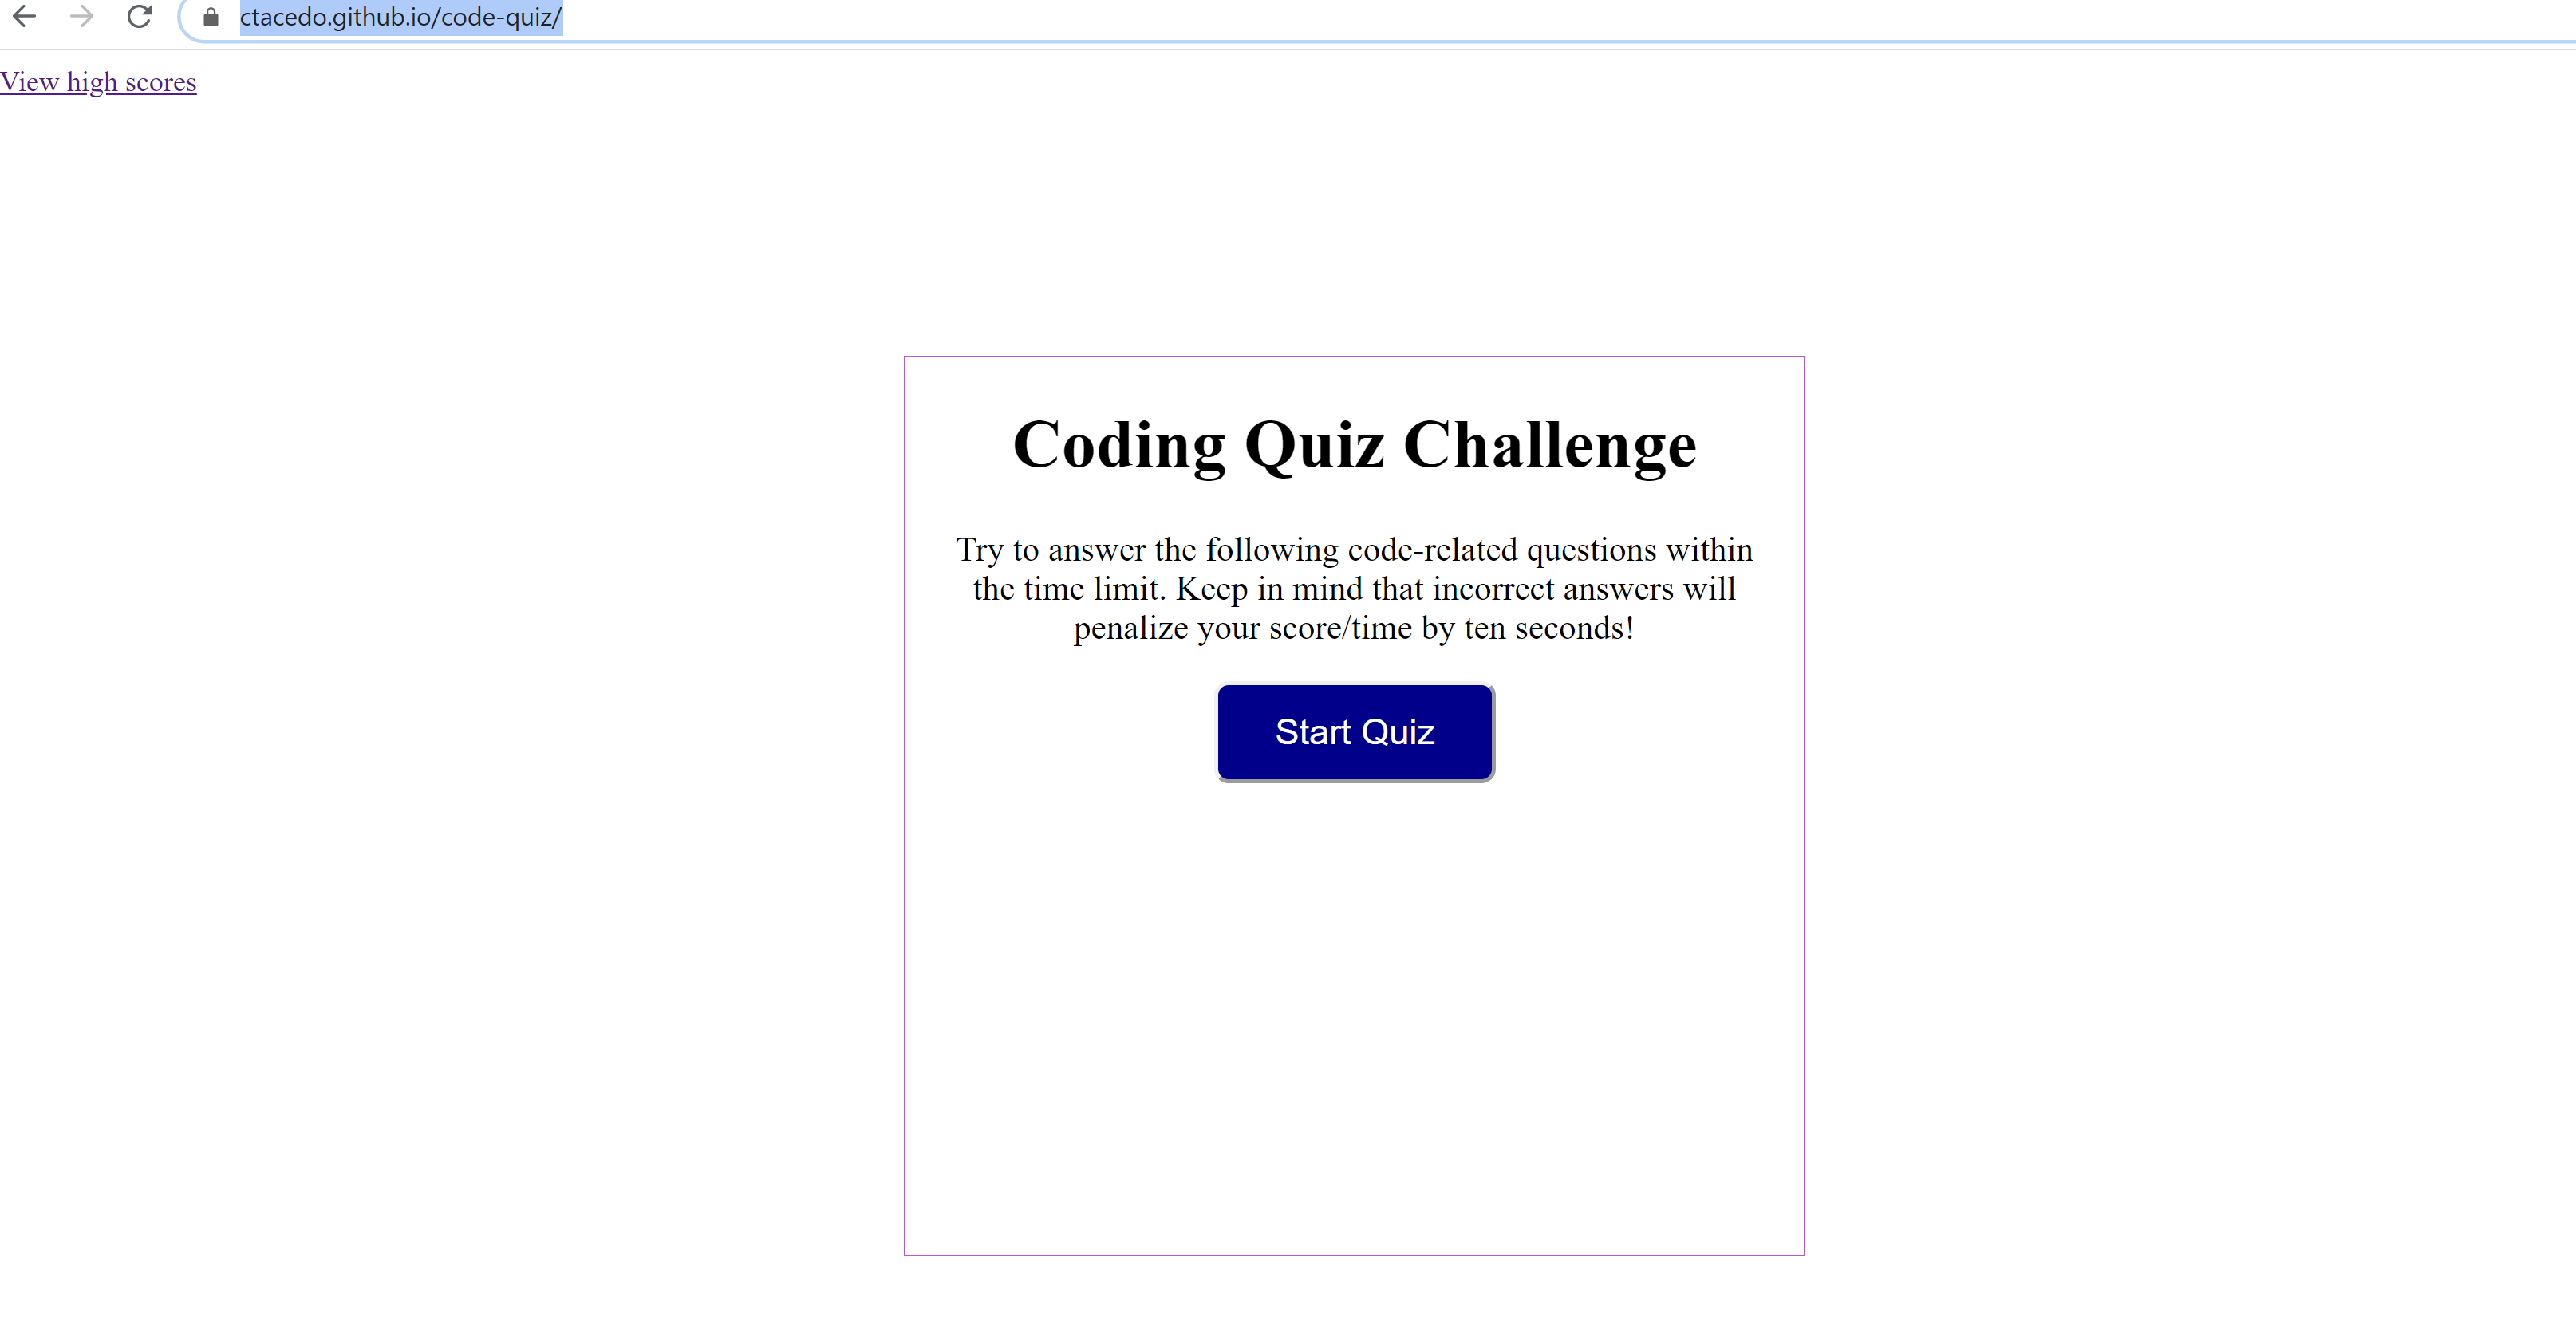 ctacedo.github.io/code-quiz/
View high scores
Coding Quiz Challenge
Try to answer the following code-related questions within
the time limit. Keep in mind that incorrect answers will
penalize your score/time by ten seconds!
Start Quiz